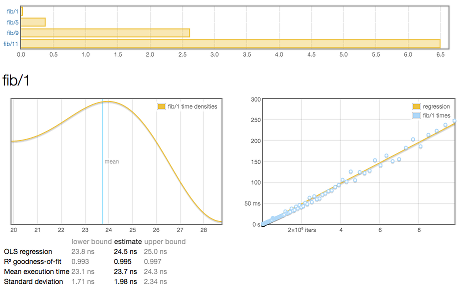 fib/1
fib/5
fib/9
fib/11
0.0 0.5 1.0 1.5 2.0 2.5 3.0 3.5 4.0 4.5 5.0 5.5 6.0 6.5
fib/1
fib/1 time densities
mean
20 21 22 23 24 25 26 27 28
300
250
200
150
100
50 ms
0 s
regression
fib/1 times
2×10⁶ iters 4 6 8
lower bound estimate upper bound
OLS regression 23.8 ns 24.5 ns 25.0 ns
R² goodness-of-fit 0.993 0.995 0.997
Mean execution time 23.1 ns 23.7 ns 24.3 ns
Standard deviation 1.71 ns 1.98 ns 2.34 ns